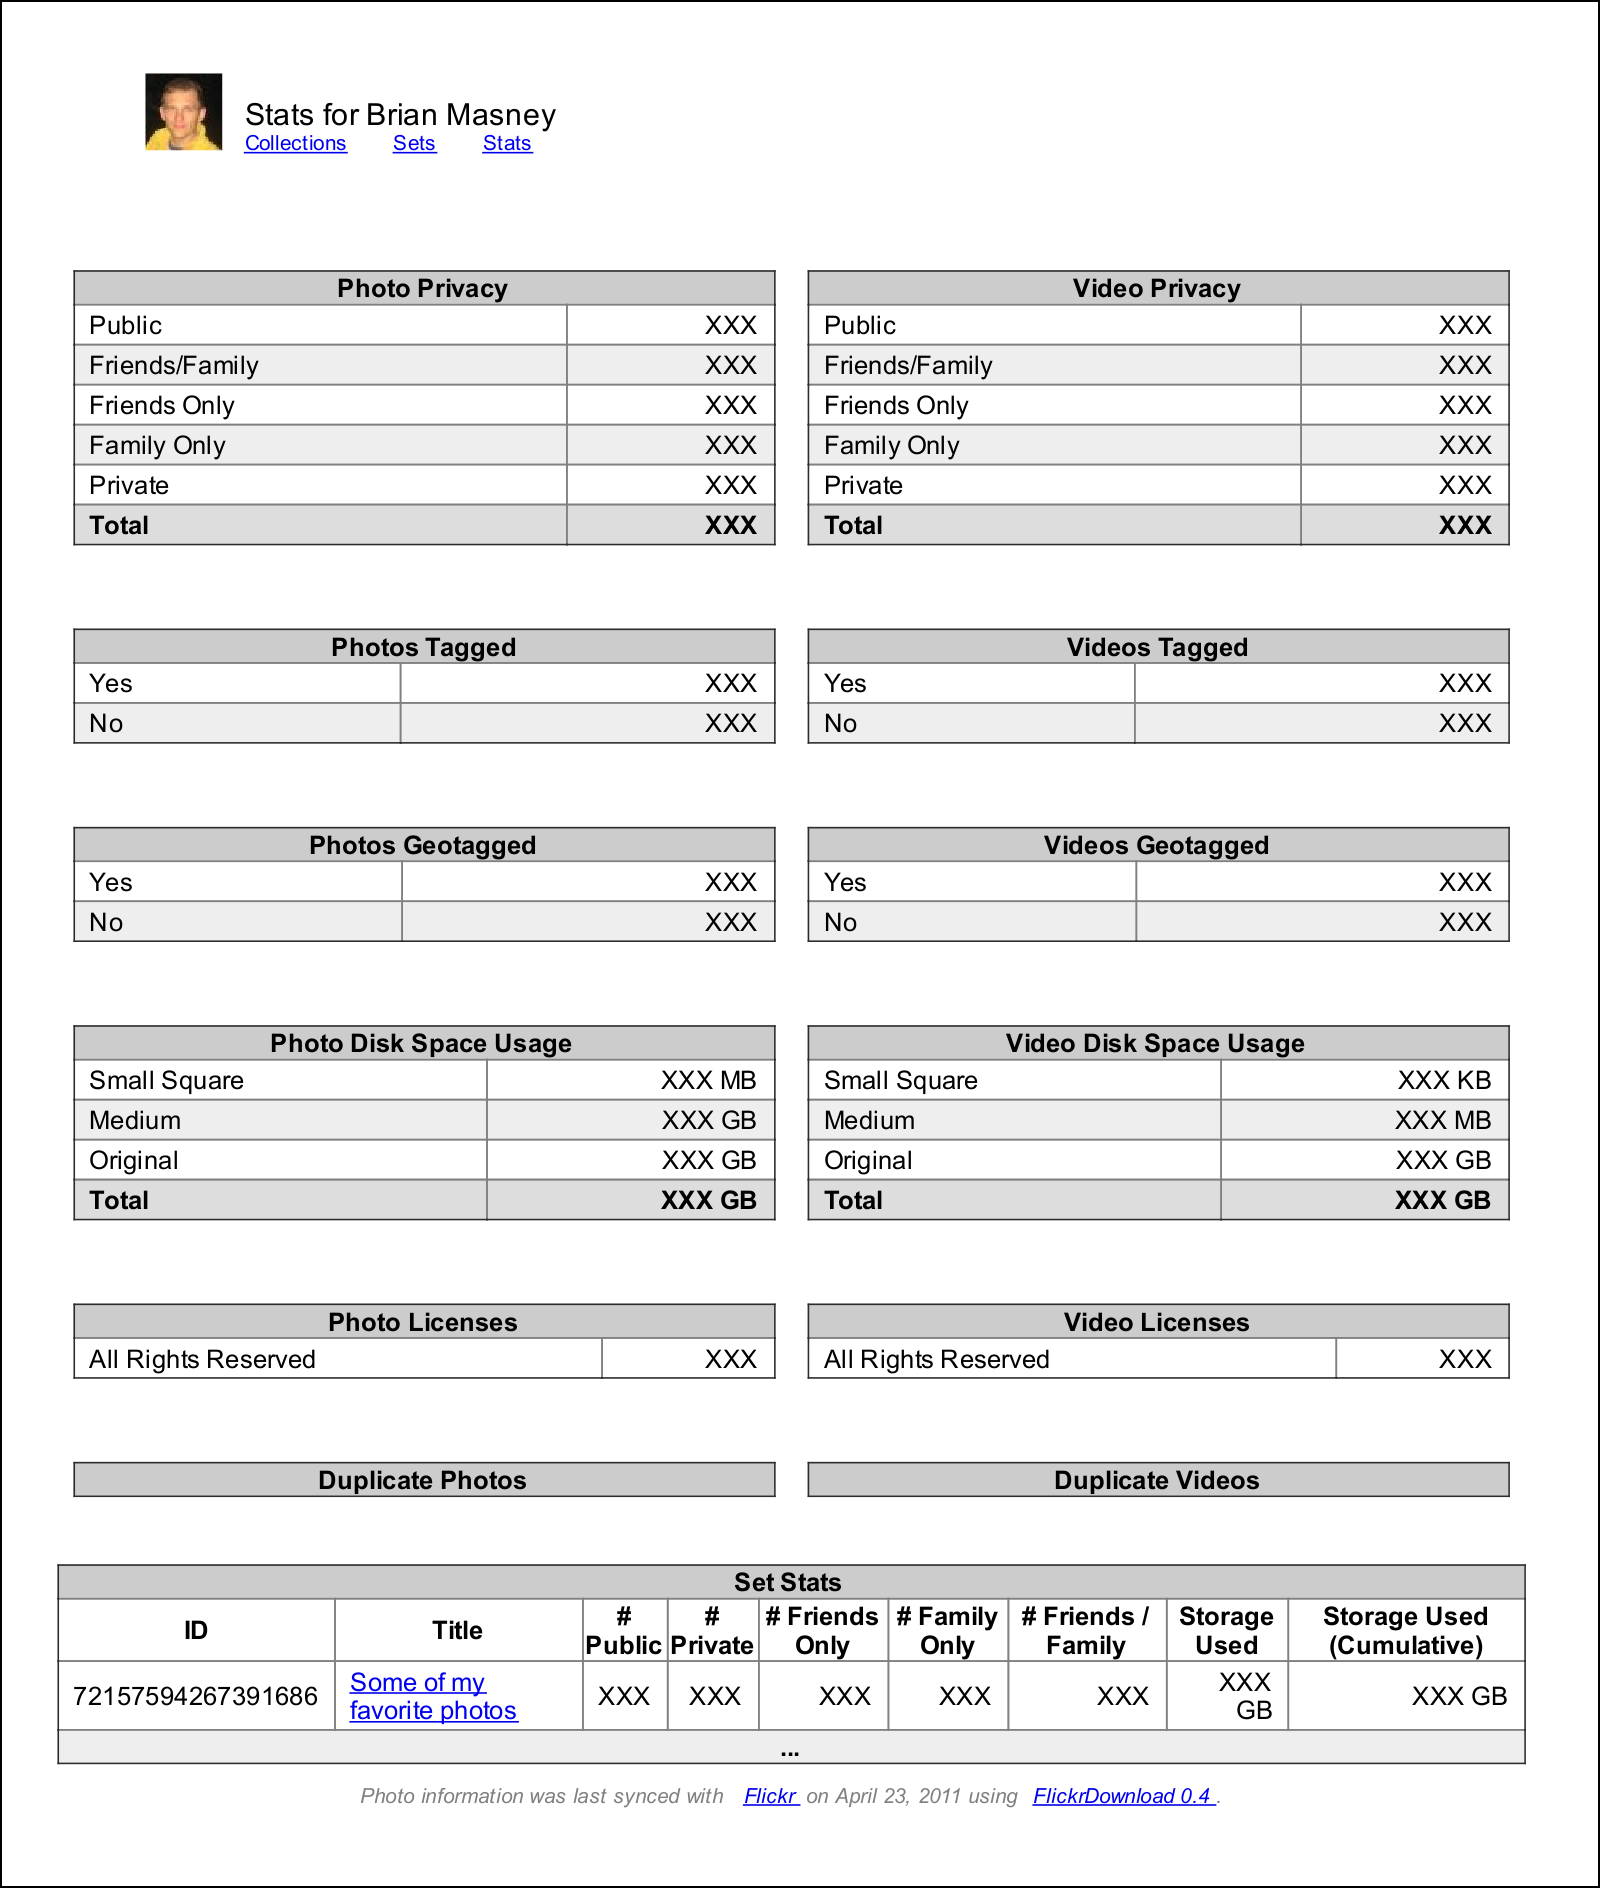 Stats for Brian Masney
Collections Sets Stats
Photo Privacy
Public XXX
Friends/Family XXX
Friends Only XXX
Family Only XXX
Private XXX
Total XXX
Video Privacy
Public XXX
Friends/Family XXX
Friends Only XXX
Family Only XXX
Private XXX
Total XXX
Photos Tagged
Yes XXX
No XXX
Videos Tagged
Yes XXX
No XXX
Photos Geotagged
Yes XXX
No XXX
Videos Geotagged
Yes XXX
No XXX
Photo Disk Space Usage
Small Square XXX MB
Medium XXX GB
Original XXX GB
Total XXX GB
Video Disk Space Usage
Small Square XXX KB
Medium XXX MB
Original XXX GB
Total XXX GB
Photo Licenses
All Rights Reserved XXX
Video Licenses
All Rights Reserved XXX
Duplicate Photos
Duplicate Videos
Set Stats
ID
Title
#
Public
#
Private
# Friends
Only
# Family
Only
# Friends /
Family
Storage
Used
Storage Used
(Cumulative)
72157594267391686
Some of my
favorite photos
XXX
XXX
XXX
XXX
XXX
XXX
GB
XXX GB
...
Photo information was last synced with Flickr on April 23, 2011 using FlickrDownload 0.4 .